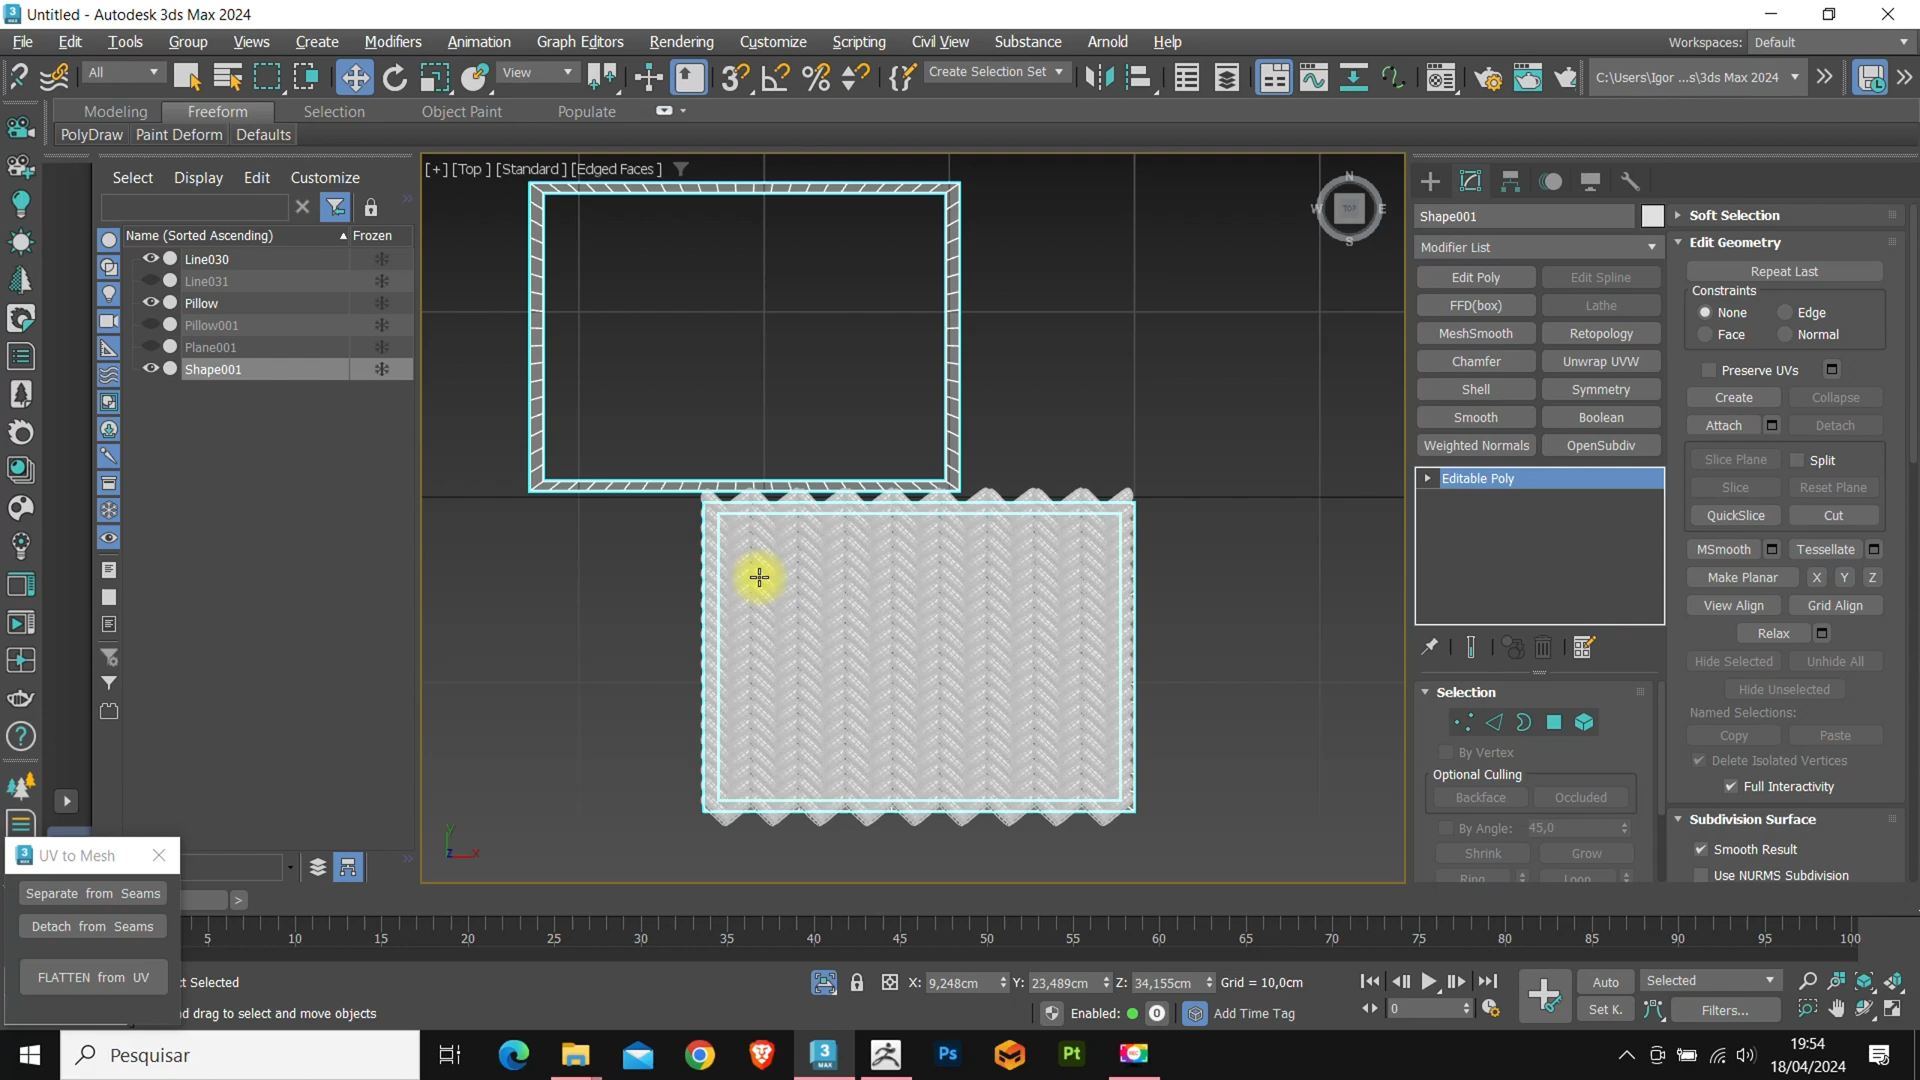 Untitled - Autodesk 3ds Max 2024
File Edit Tools Group Views Create Modifiers Animation Graph Editors Rendering Customize Scripting Civil View Substance Arnold Help
Workspaces: Default
All
View
Create Selection Set
C:\Users\Igor ...s\3ds Max 2024
Modeling Freeform Selection Object Paint Populate
PolyDraw Paint Deform Defaults
Select Display Edit Customize
Name (Sorted Ascending) Frozen
Line030
Line031
Pillow
Pillow001
Plane001
Shape001
[+] [Top ] [Standard ] [Edged Faces ]
N
W TOP E
S
y
z x
Shape001
Modifier List
Edit Poly Edit Spline
FFD(box) Lathe
MeshSmooth Retopology
Chamfer Unwrap UVW
Shell Symmetry
Smooth Boolean
Weighted Normals OpenSubdiv
Editable Poly
Selection
By Vertex
Optional Culling
Backface Occluded
By Angle: 45,0
Shrink Grow
Ring Loop
Soft Selection
Edit Geometry
Repeat Last
Constraints
None Edge
Face Normal
Preserve UVs
Create Collapse
Attach Detach
Slice Plane Split
Slice Reset Plane
QuickSlice Cut
MSmooth Tessellate
Make Planar X Y Z
View Align Grid Align
Relax
Hide Selected Unhide All
Hide Unselected
Named Selections:
Copy Paste
Delete Isolated Vertices
Full Interactivity
Subdivision Surface
Smooth Result
Use NURMS Subdivision
3 UV to Mesh
Separate from Seams
Detach from Seams
FLATTEN from UV
>
5 10 15 20 25 30 35 40 45 50 55 60 65 70 75 80 85 90 95 100
ct Selected
nd drag to select and move objects
X: 9,248cm Y: 23,489cm Z: 34,155cm Grid = 10,0cm
Enabled: 0 Add Time Tag
0
Auto Selected
Set K. Filters...
Pesquisar
3 MAX
Ps
Pt
REC
19:54
18/04/2024